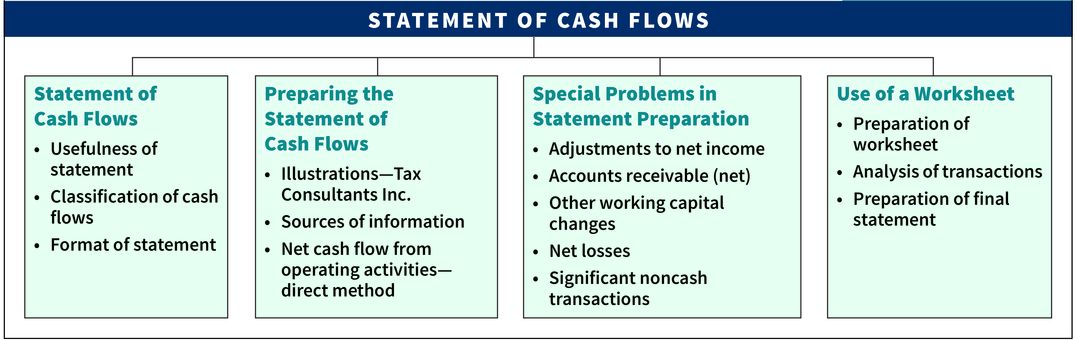 STATEMENT OF CASH FLOWS
Statement of
Cash Flows
• Usefulness of
statement
• Classification of cash
flows
• Format of statement
Preparing the
Statement of
Cash Flows
• Illustrations—Tax
Consultants Inc.
• Sources of information
• Net cash flow from
operating activities—
direct method
Special Problems in
Statement Preparation
• Adjustments to net income
• Accounts receivable (net)
• Other working capital
changes
• Net losses
• Significant noncash
transactions
Use of a Worksheet
• Preparation of
worksheet
• Analysis of transactions
• Preparation of final
statement